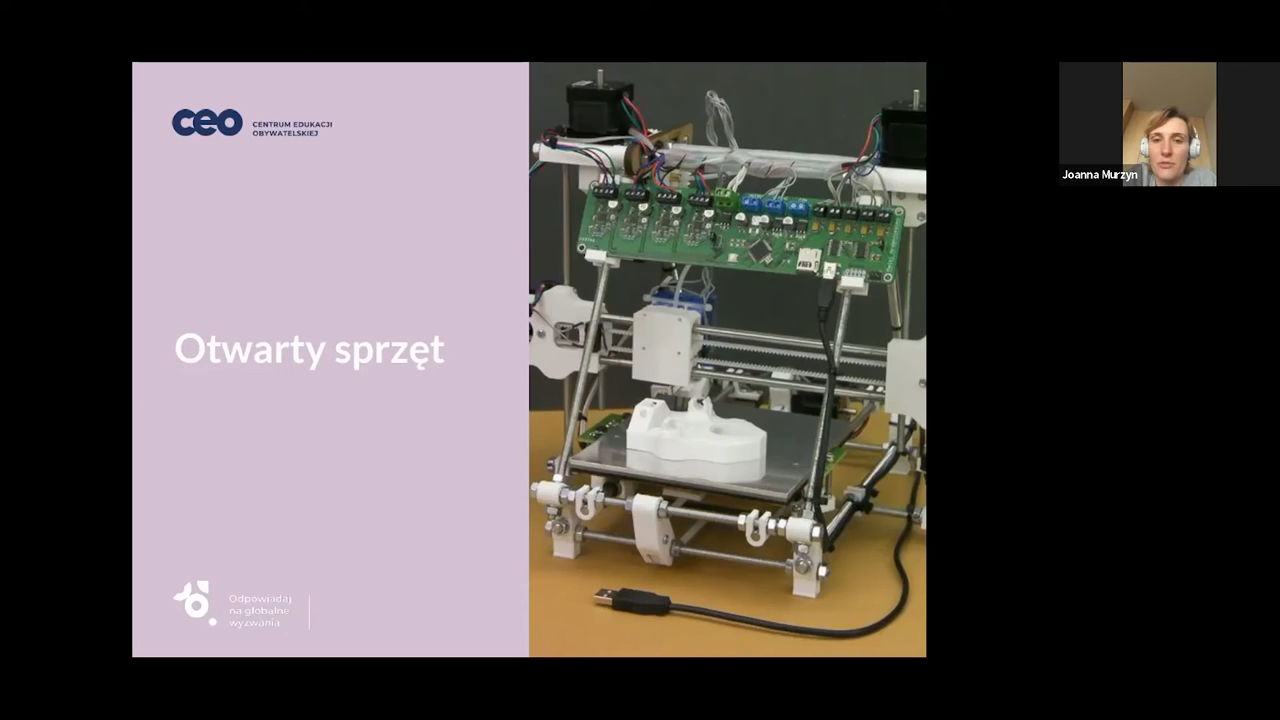 ceo
CENTRUM EDUKACJI
OBYWATELSKIEJ
Otwarty sprzęt
Odpowiadaj
na globalne
wyzwania
Joanna Murzyn